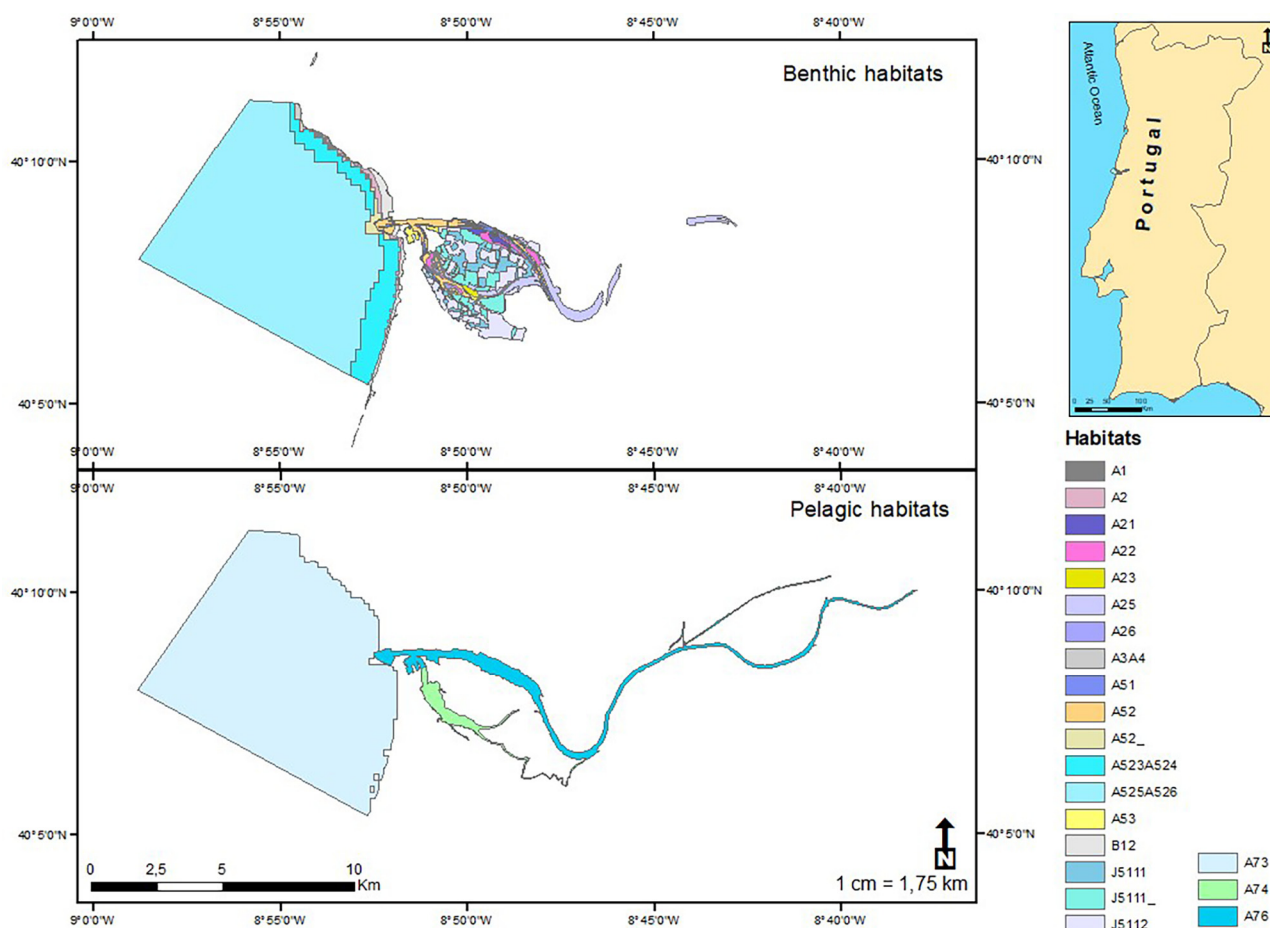 9°0'0"W 8°55'0"W 8°50'0"W 8°45'0"W 8°40'0"W
Benthic habitats
40°10'0"N 40°10'0"N
40°5'0"N 40°5'0"N
9°0'0"W 8°55'0"W 8°50'0"W 8°45'0"W 8°40'0"W
9°0'0"W 8°55'0"W 8°50'0"W 8°45'0"W 8°40'0"W
Pelagic habitats
40°10'0"N 40°10'0"N
40°5'0"N 40°5'0"N
N
0 2,5 5 10
Km
1 cm = 1,75 km
9°0'0"W 8°55'0"W 8°50'0"W 8°45'0"W 8°40'0"W
N
Atlantic Ocean
Portugal
0 25 50 100
Km
Habitats
A1
A2
A21
A22
A23
A25
A26
A3A4
A51
A52
A52_
A523A524
A525A526
A53
B12
J5111
J5111_
J5112
A73
A74
A76